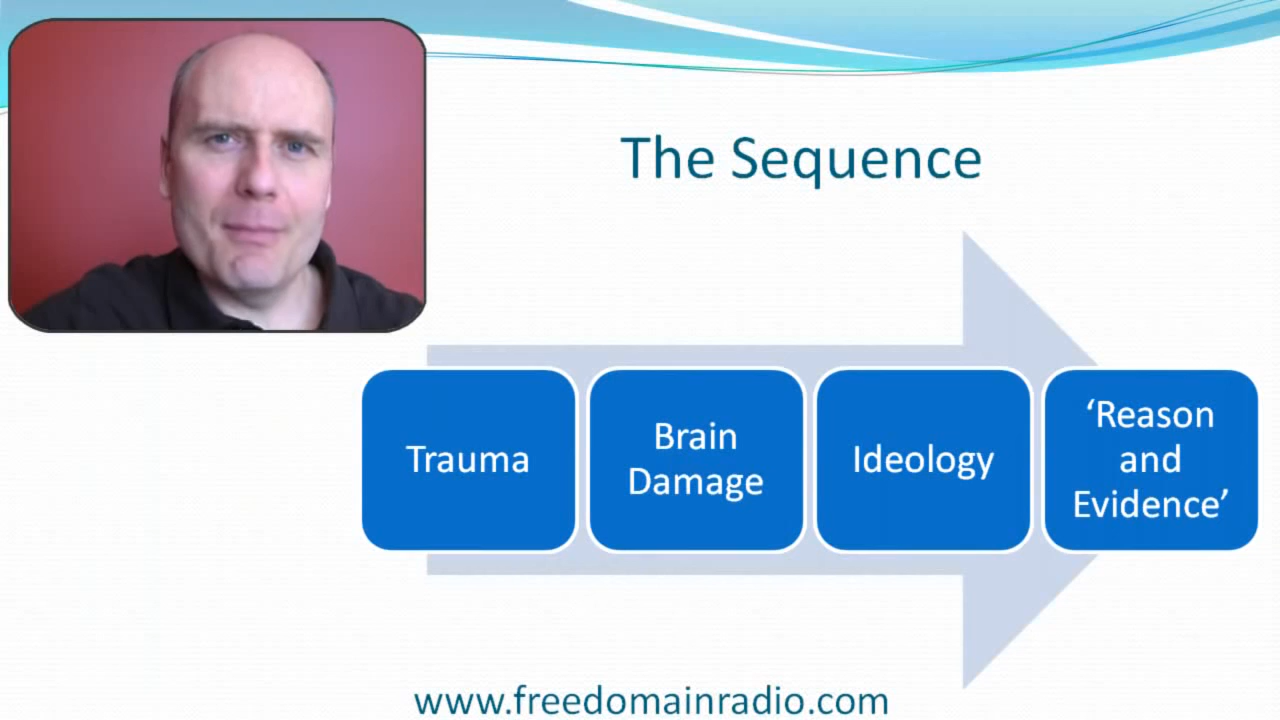 The Sequence
Trauma
Brain
Damage
Ideology
‘Reason
and
Evidence’
www.freedomainradio.com